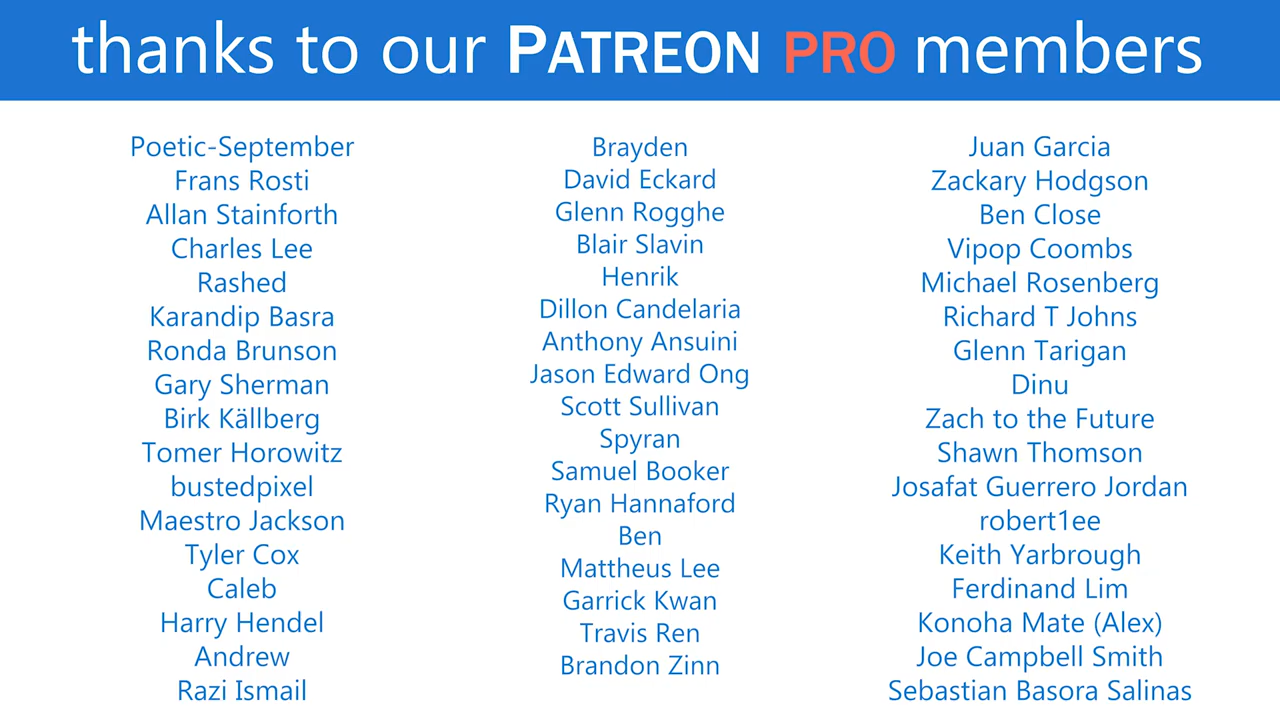 thanks to our PATREON PRO members
Poetic-September
Frans Rosti
Allan Stainforth
Charles Lee
Rashed
Karandip Basra
Ronda Brunson
Gary Sherman
Birk Källberg
Tomer Horowitz
bustedpixel
Maestro Jackson
Tyler Cox
Caleb
Harry Hendel
Andrew
Razi Ismail
Brayden
David Eckard
Glenn Rogghe
Blair Slavin
Henrik
Dillon Candelaria
Anthony Ansuini
Jason Edward Ong
Scott Sullivan
Spyran
Samuel Booker
Ryan Hannaford
Ben
Mattheus Lee
Garrick Kwan
Travis Ren
Brandon Zinn
Juan Garcia
Zackary Hodgson
Ben Close
Vipop Coombs
Michael Rosenberg
Richard T Johns
Glenn Tarigan
Dinu
Zach to the Future
Shawn Thomson
Josafat Guerrero Jordan
robert1ee
Keith Yarbrough
Ferdinand Lim
Konoha Mate (Alex)
Joe Campbell Smith
Sebastian Basora Salinas